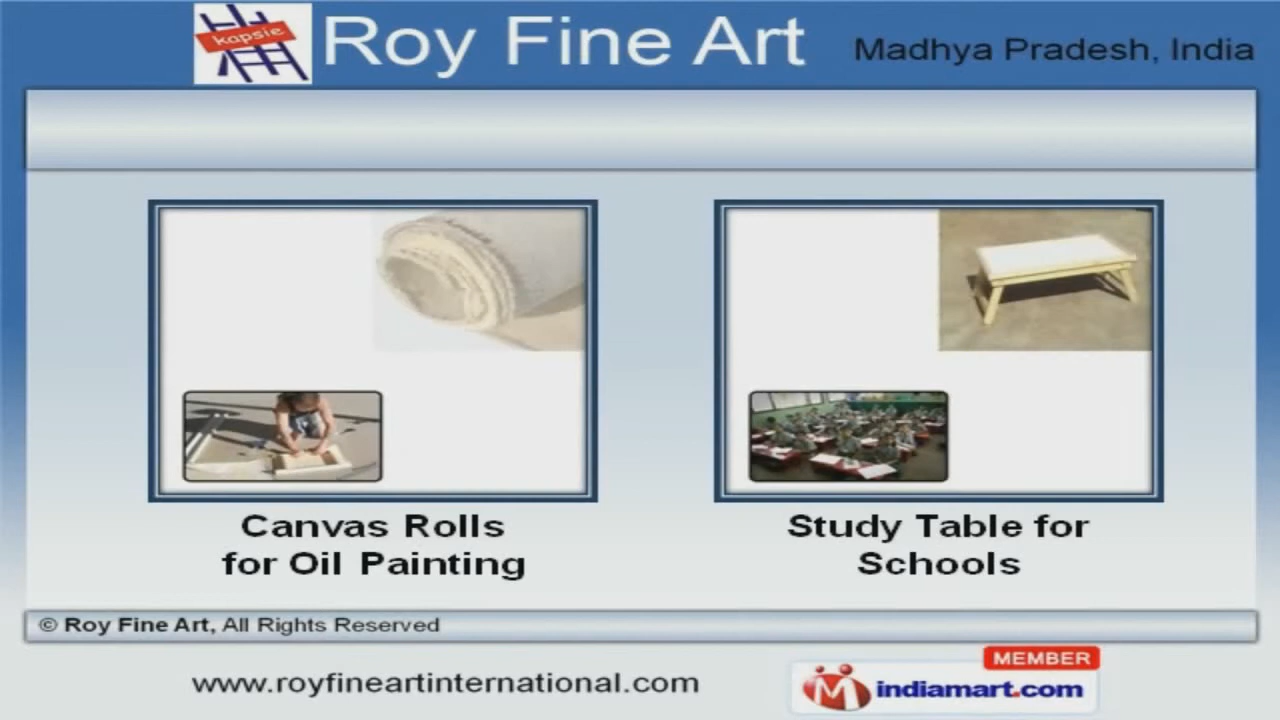 kapsie
Roy Fine Art
Madhya Pradesh, India
Canvas Rolls
for Oil Painting
Study Table for
Schools
© Roy Fine Art, All Rights Reserved
www.royfineartinternational.com
MEMBER
indiamart.com